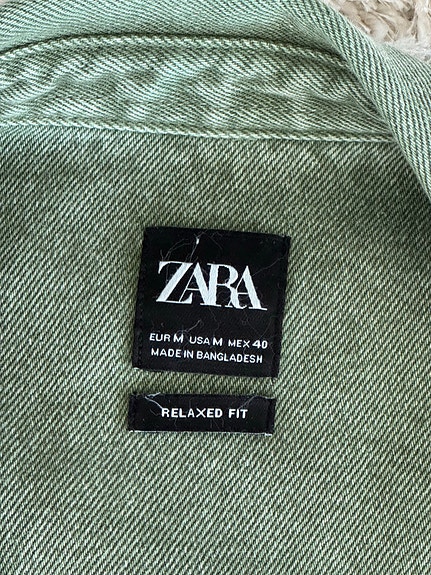 ZARA
EUR M USA M MEX 40
MADE IN BANGLADESH
RELAXED FIT